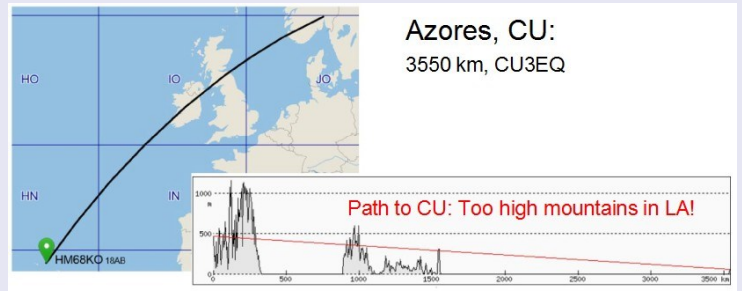 Azores, CU:
3550 km, CU3EQ
HO
IO
JO
HN
IN
HM68KO 18AB
Path to CU: Too high mountains in LA!
1000
m
500
0
0
500
1000
1500
2000
2500
3000
3500 km